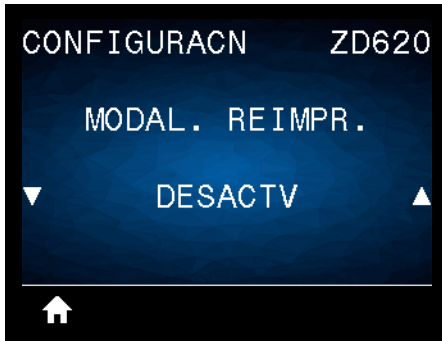 CONFIGURACN ZD620
MODAL. REIMPR.
▼ DESACTV ▲